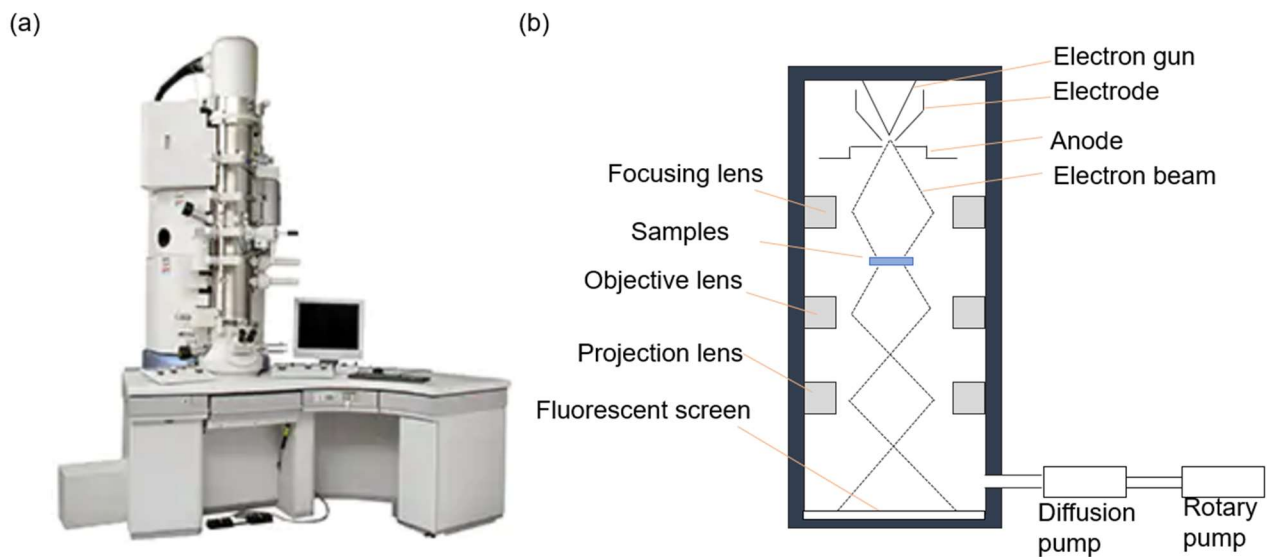 (a)
(b)
Electron gun
Electrode
Anode
Electron beam
Focusing lens
Samples
Objective lens
Projection lens
Fluorescent screen
Diffusion
pump
Rotary
pump